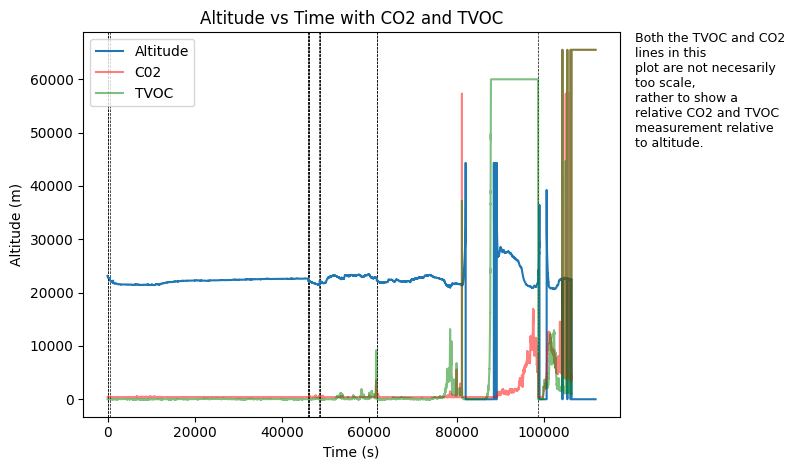 Altitude vs Time with CO2 and TVOC
Altitude
C02
TVOC
Both the TVOC and CO2
lines in this
plot are not necesarily
too scale,
rather to show a
relative CO2 and TVOC
measurement relative
to altitude.
Altitude (m)
60000
50000
40000
30000
20000
10000
0
0 20000 40000 60000 80000 100000
Time (s)